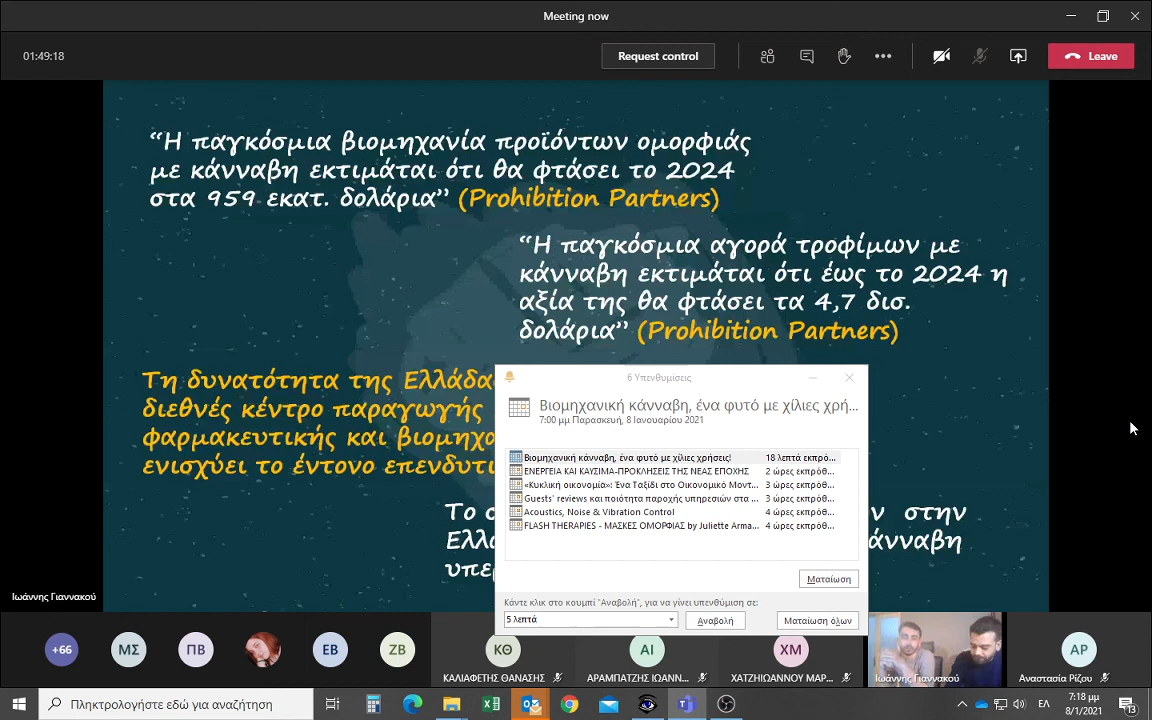 Meeting now
01:49:18
Request control
Leave
“Η παγκόσμια βιομηχανία προϊόντων ομορφιάς
με κάνναβη εκτιμάται ότι θα φτάσει το 2024
στα 959 εκατ. δολάρια” (Prohibition Partners)
“Η παγκόσμια αγορά τροφίμων με
κάνναβη εκτιμάται ότι έως το 2024 η
αξία της θα φτάσει τα 4,7 δισ.
δολάρια” (Prohibition Partners)
Τη δυνατότητα της Ελλάδας
διεθνές κέντρο παραγωγής
φαρμακευτικής και βιομηχα
ενισχύει το έντονο επενδυτι
Το σ
ν στην
Ελλ
άνναβη
υπε
6 Υπενθυμίσεις
Βιομηχανική κάνναβη, ένα φυτό με χίλιες χρή...
7:00 μμ Παρασκευή, 8 Ιανουαρίου 2021
Βιομηχανική κάνναβη, ένα φυτό με χίλιες χρήσεις! 18 λεπτά εκπρό...
ΕΝΕΡΓΕΙΑ ΚΑΙ ΚΑΥΣΙΜΑ-ΠΡΟΚΛΗΣΕΙΣ ΤΗΣ ΝΕΑΣ ΕΠΟΧΗΣ 2 ώρες εκπρόθ...
«Κυκλική οικονομία»: Ένα Ταξίδι στο Οικονομικό Μοντ... 3 ώρες εκπρόθ...
Guests' reviews και ποιότητα παροχής υπηρεσιών στα ... 3 ώρες εκπρόθ...
Acoustics, Noise & Vibration Control 4 ώρες εκπρόθ...
FLASH THERAPIES - ΜΑΣΚΕΣ ΟΜΟΡΦΙΑΣ by Juliette Arma... 4 ώρες εκπρόθ...
Ματαίωση
Κάντε κλικ στο κουμπί "Αναβολή", για να γίνει υπενθύμιση σε:
5 λεπτά
Αναβολή
Ματαίωση όλων
Ιωάννης Γιαννακού
+66
ΜΣ
ΠΒ
ΕΒ
ΖΒ
ΚΘ
ΚΑΛΙΑΦΕΤΗΣ ΘΑΝΑΣΗΣ
ΑΙ
ΑΡΑΜΠΑΤΖΗΣ ΙΩΑΝΝ...
ΧΜ
ΧΑΤΖΗΙΩΑΝΝΟΥ ΜΑΡ...
Ιωάννης Γιαννακού
ΑΡ
Αναστασία Ρίζου
Πληκτρολογήστε εδώ για αναζήτηση
ΕΛ
7:18 μμ
8/1/2021
13